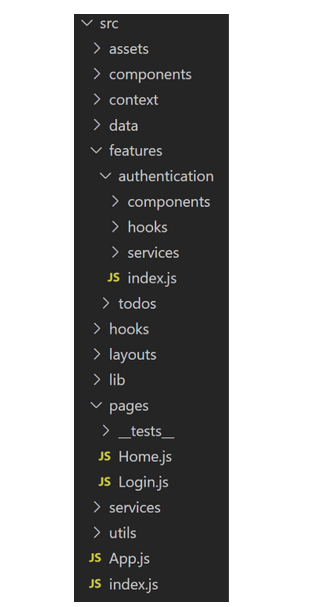 src
assets
components
context
data
features
authentication
components
hooks
services
JS index.js
todos
hooks
layouts
lib
pages
__tests__
JS Home.js
JS Login.js
services
utils
JS App.js
JS index.js